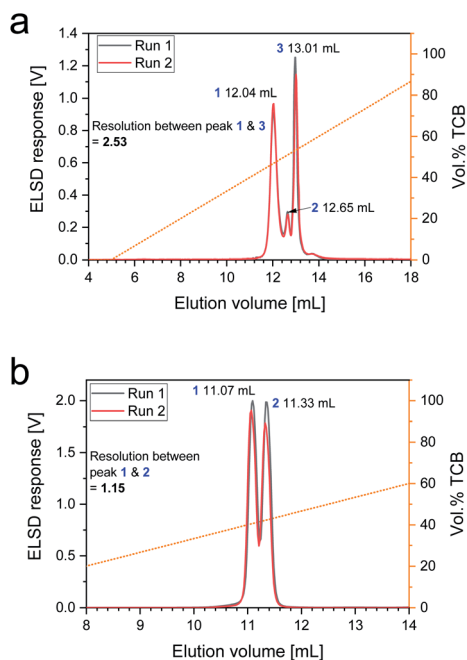 a
Run 1
Run 2
3 13.01 mL
1 12.04 mL
Resolution between peak 1 & 3
= 2.53
2 12.65 mL
ELSD response [V]
1.4
1.2
1.0
0.8
0.6
0.4
0.2
0.0
100
80
60
40
20
0
Vol.% TCB
4 6 8 10 12 14 16 18
Elution volume [mL]
b
Run 1
Run 2
1 11.07 mL
2 11.33 mL
Resolution between
peak 1 & 2
= 1.15
ELSD response [V]
2.0
1.5
1.0
0.5
0.0
100
80
60
40
20
0
Vol.% TCB
8 9 10 11 12 13 14
Elution volume [mL]